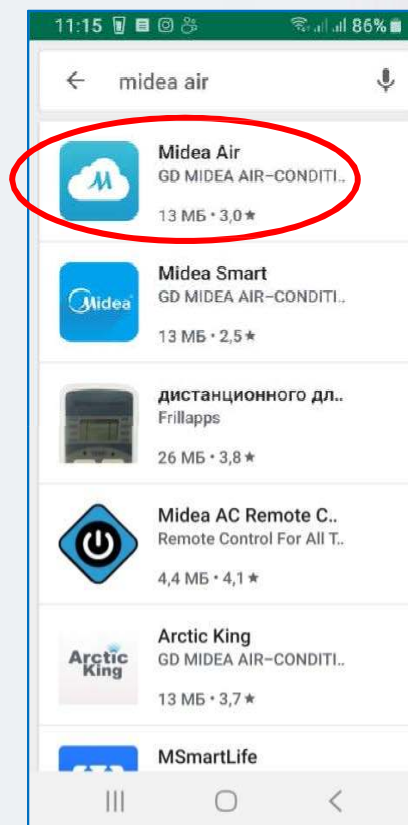 11:15 86%
midea air
Midea Air
GD MIDEA AIR-CONDITI..
13 МБ · 3,0 ★
Midea
Midea Smart
GD MIDEA AIR-CONDITI..
13 МБ · 2,5 ★
дистанционного дл..
Frillapps
26 МБ · 3,8 ★
Midea AC Remote C..
Remote Control For All T..
4,4 МБ · 4,1 ★
Arctic King
Arctic King
GD MIDEA AIR-CONDITI..
13 МБ · 3,7 ★
MSmartLife